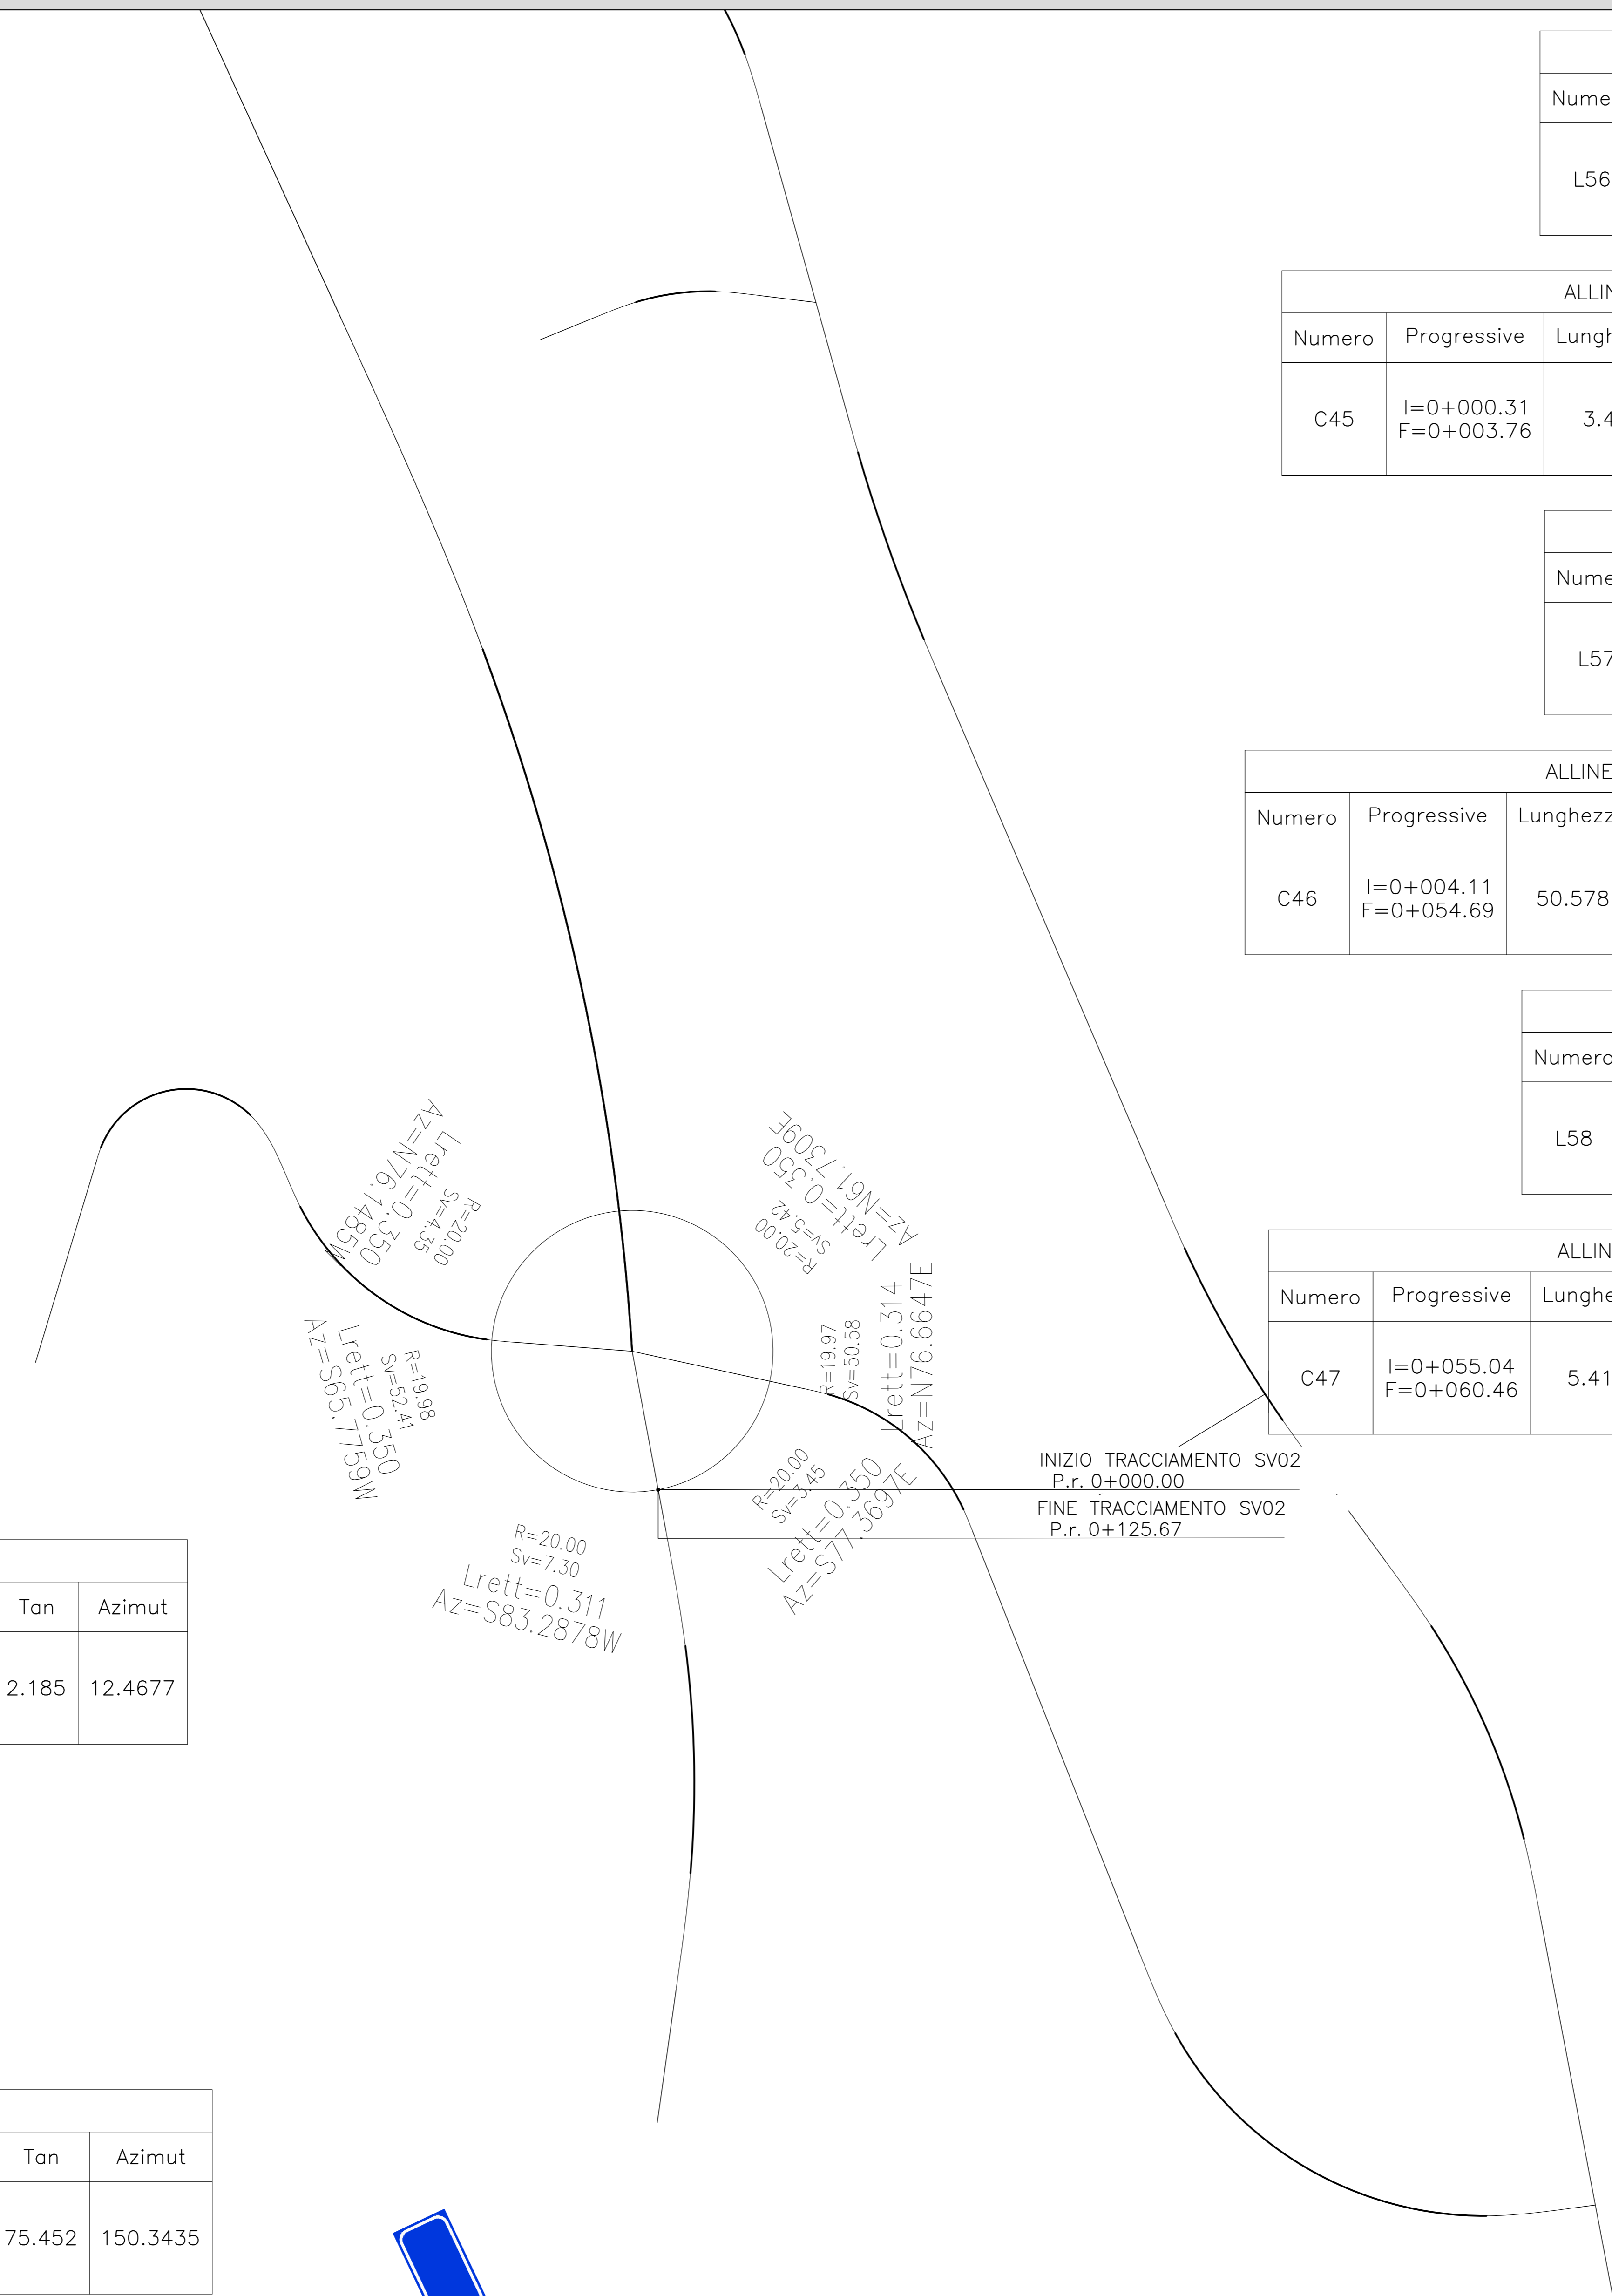 Nume
L56
ALLIN
Numero Progressive Lungh
C45 I=0+000.31 3.4
F=0+003.76
Nume
L57
ALLINE
Numero Progressive Lunghezz
C46 I=0+004.11 50.578
F=0+054.69
Numero
L58
ALLIN
Numero Progressive Lunghe
C47 I=0+055.04 5.41
F=0+060.46
Az=N76.1485W
Lrett=0.350
Sv=4.35
R=20.00
Az=N61.7309E
Lrett=0.350
Sv=5.42
R=20.00
R=19.97
Sv=50.58
Lrett=0.314
Az=N76.6647E
R=19.98
Sv=52.41
Lrett=0.350
Az=S65.7759W
R=20.00
Sv=3.45
Lrett=0.350
Az=S77.3697E
R=20.00
Sv=7.30
Lrett=0.311
Az=S83.2878W
INIZIO TRACCIAMENTO SV02
P.r. 0+000.00
FINE TRACCIAMENTO SV02
P.r. 0+125.67
Tan Azimut
2.185 12.4677
Tan Azimut
75.452 150.3435